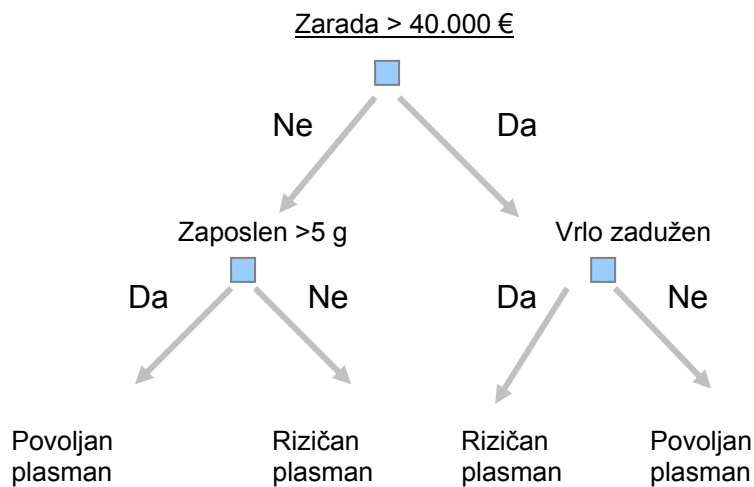 Zarada > 40.000 €
Ne
Da
Zaposlen >5 g
Vrlo zadužen
Da
Ne
Da
Ne
Povoljan
plasman
Rizičan
plasman
Rizičan
plasman
Povoljan
plasman